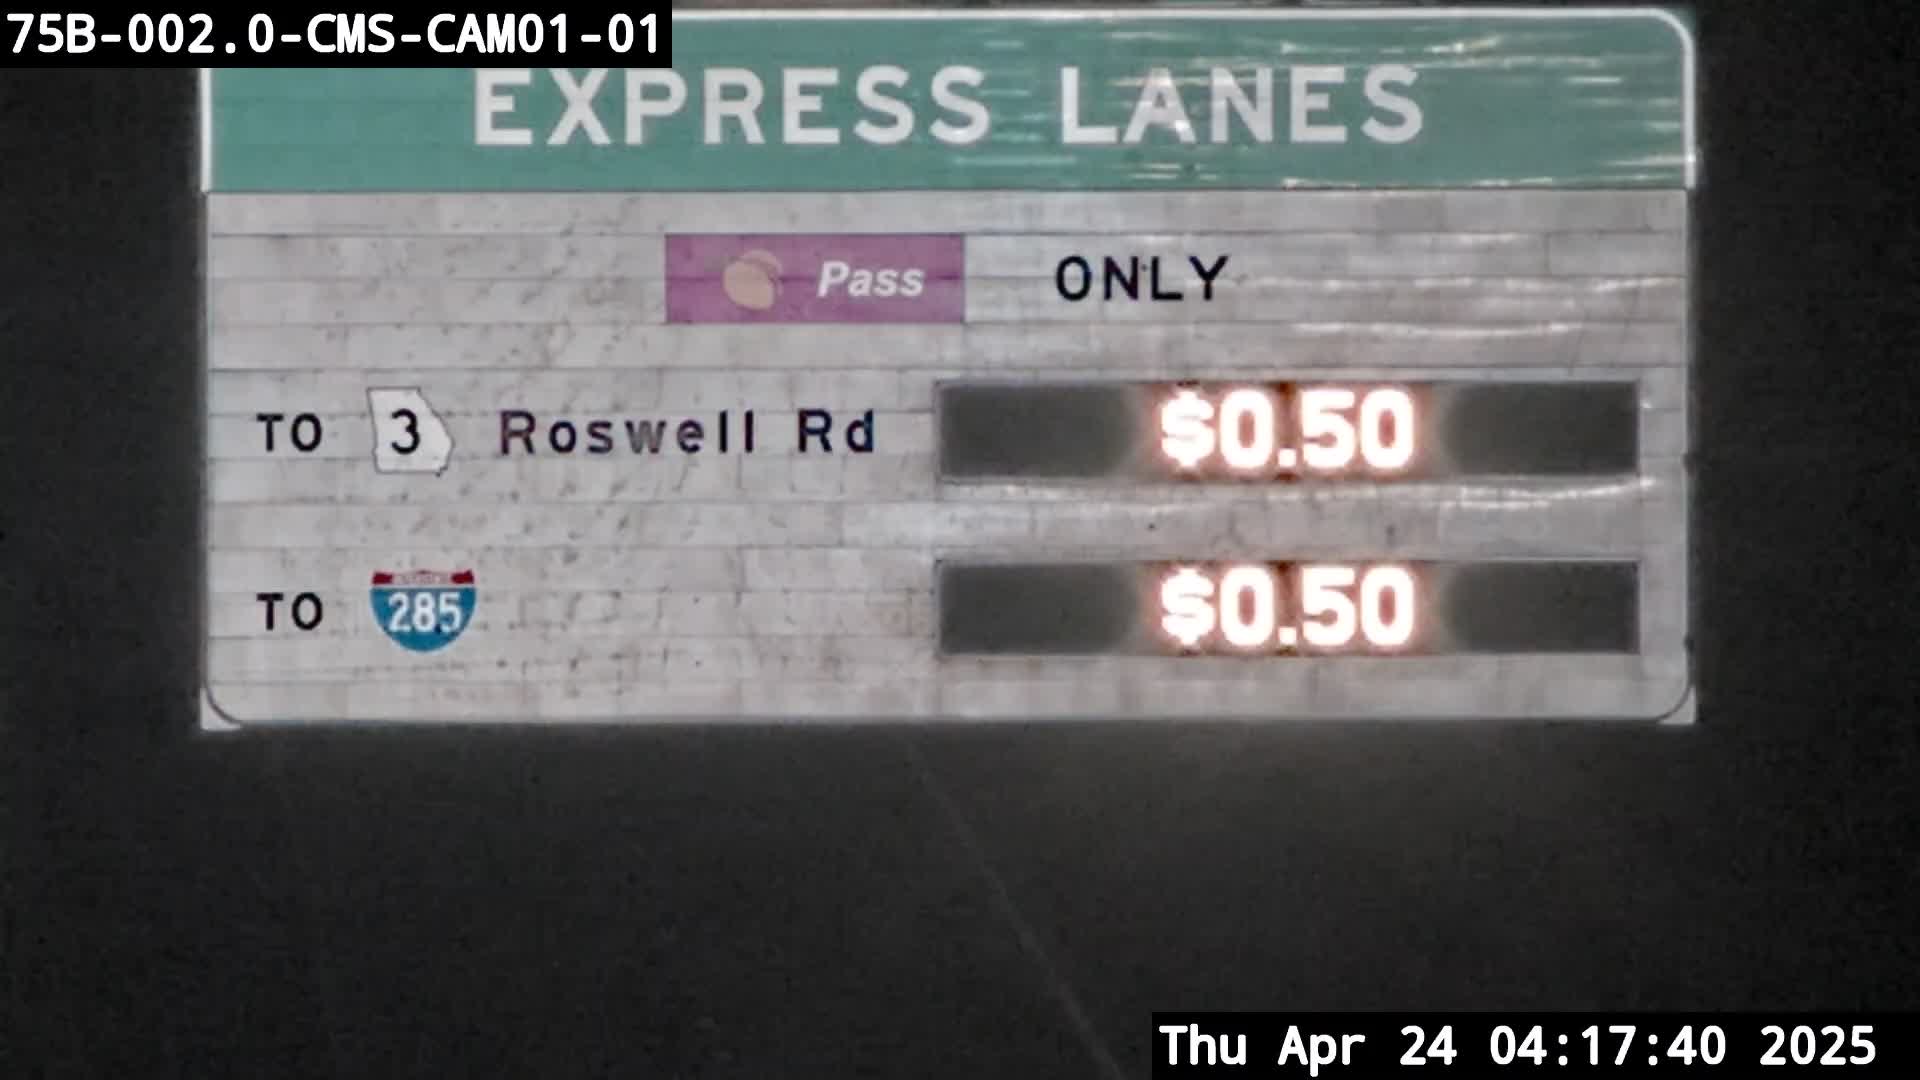 75B-002.0-CMS-CAM01-01
EXPRESS LANES
Pass ONLY
TO 3 Roswell Rd $0.50
TO 285 $0.50
Thu Apr 24 04:17:40 2025